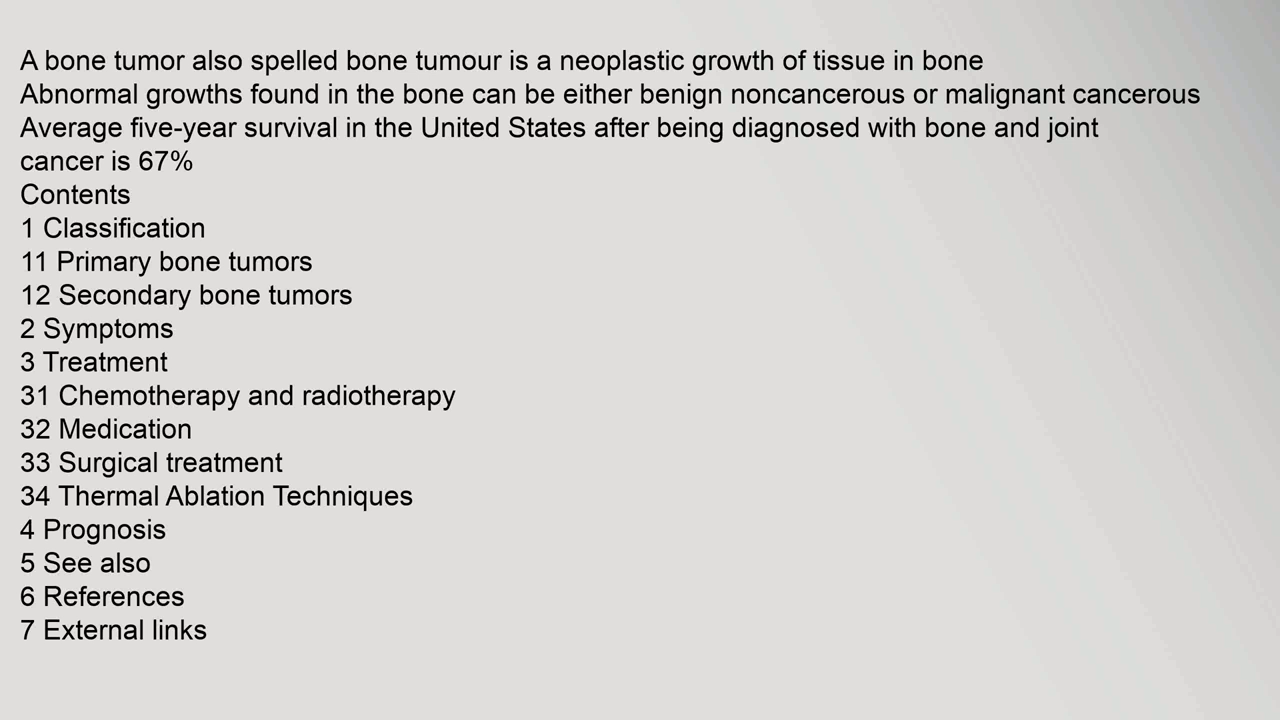 A bone tumor also spelled bone tumour is a neoplastic growth of tissue in bone
Abnormal growths found in the bone can be either benign noncancerous or malignant cancerous
Average five-year survival in the United States after being diagnosed with bone and joint
cancer is 67%
Contents
1 Classification
11 Primary bone tumors
12 Secondary bone tumors
2 Symptoms
3 Treatment
31 Chemotherapy and radiotherapy
32 Medication
33 Surgical treatment
34 Thermal Ablation Techniques
4 Prognosis
5 See also
6 References
7 External links